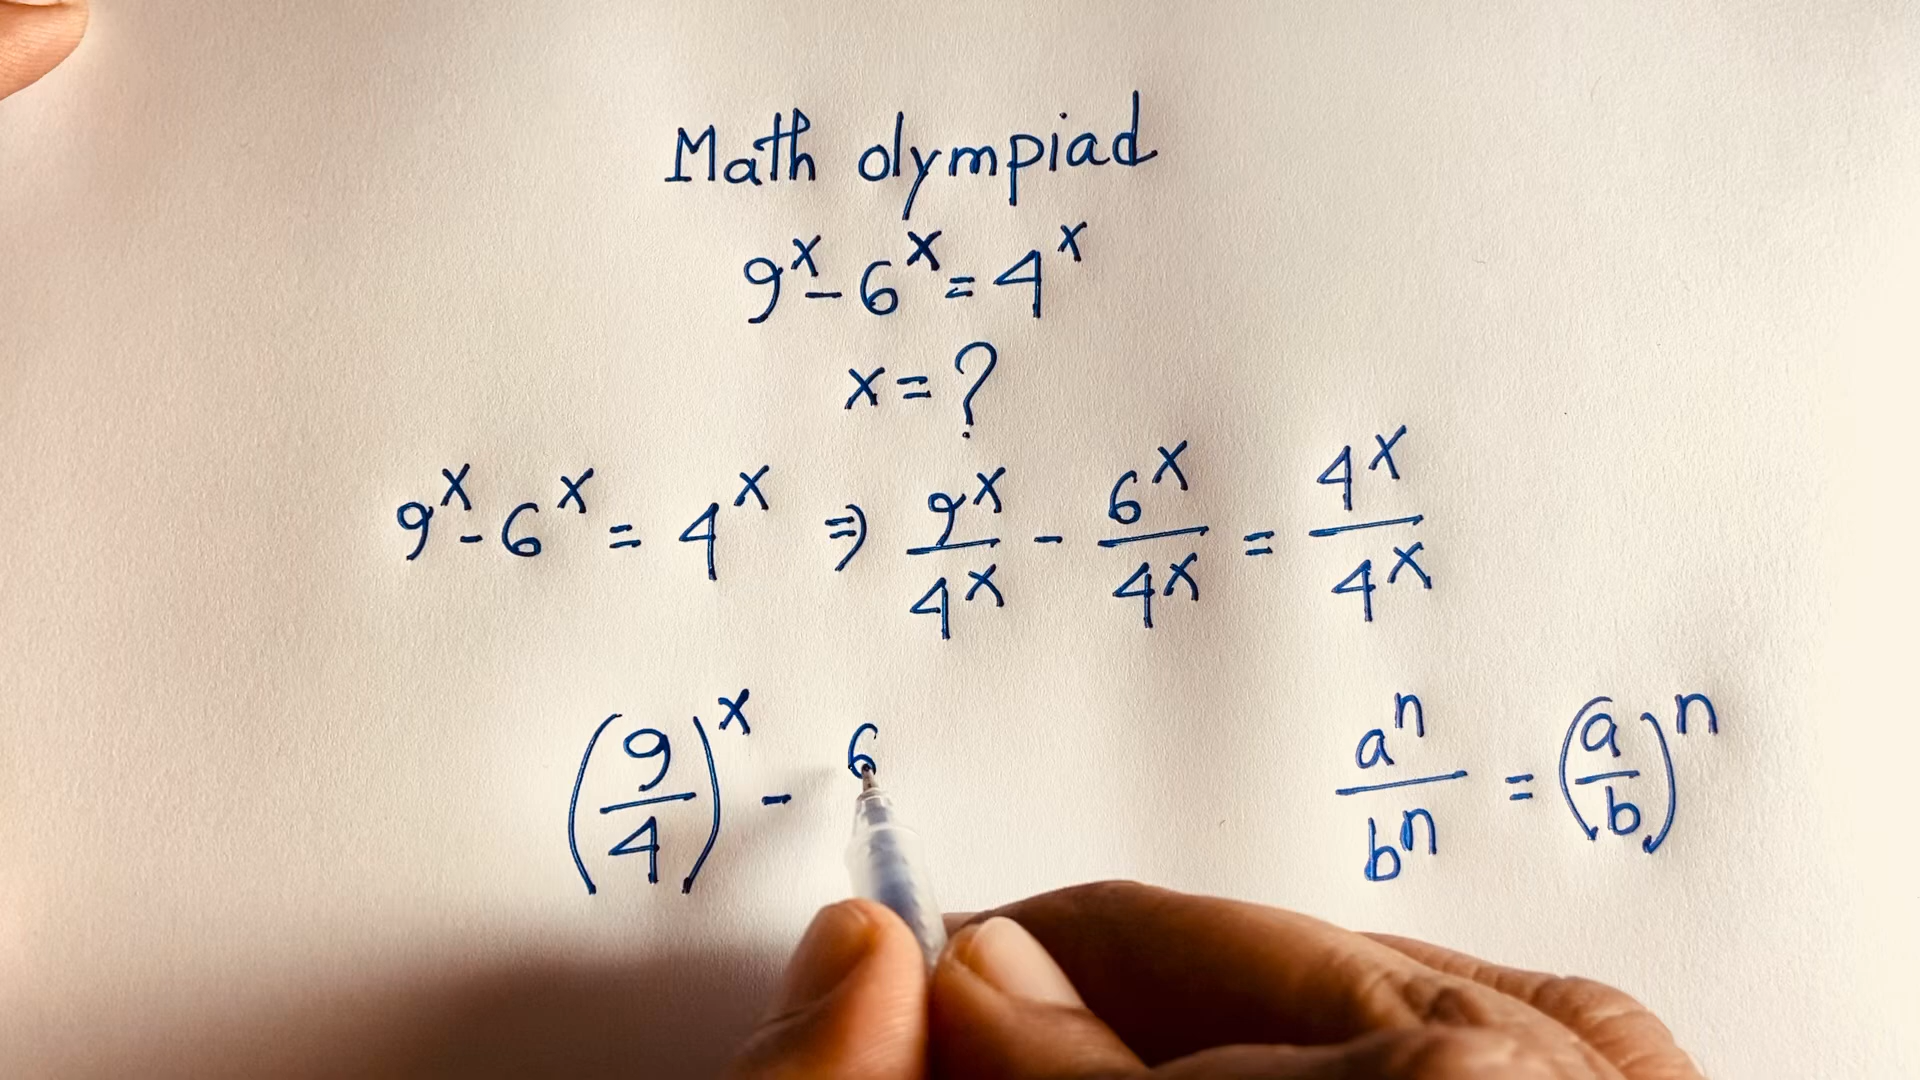 Math olympiad
9^x - 6^x = 4^x
x = ?
9^x - 6^x = 4^x ⇒ 9^x/4^x - 6^x/4^x = 4^x/4^x
(9/4)^x - 6
a^n/b^n = (a/b)^n